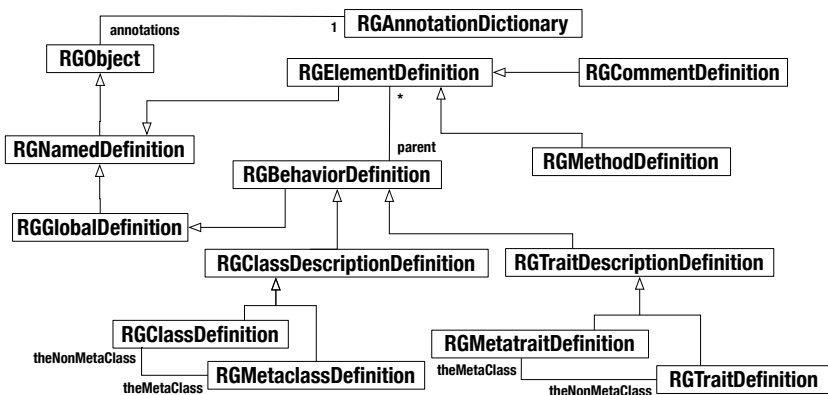 annotations
1
RGAnnotationDictionary
RGObject
RGElementDefinition
RGCommentDefinition
*
RGNamedDefinition
parent
RGMethodDefinition
RGBehaviorDefinition
RGGlobalDefinition
RGClassDescriptionDefinition
RGTraitDescriptionDefinition
RGClassDefinition
RGMetatraitDefinition
theNonMetaClass
theMetaClass
RGMetaclassDefinition
RGTraitDefinition
theMetaClass
theNonMetaClass